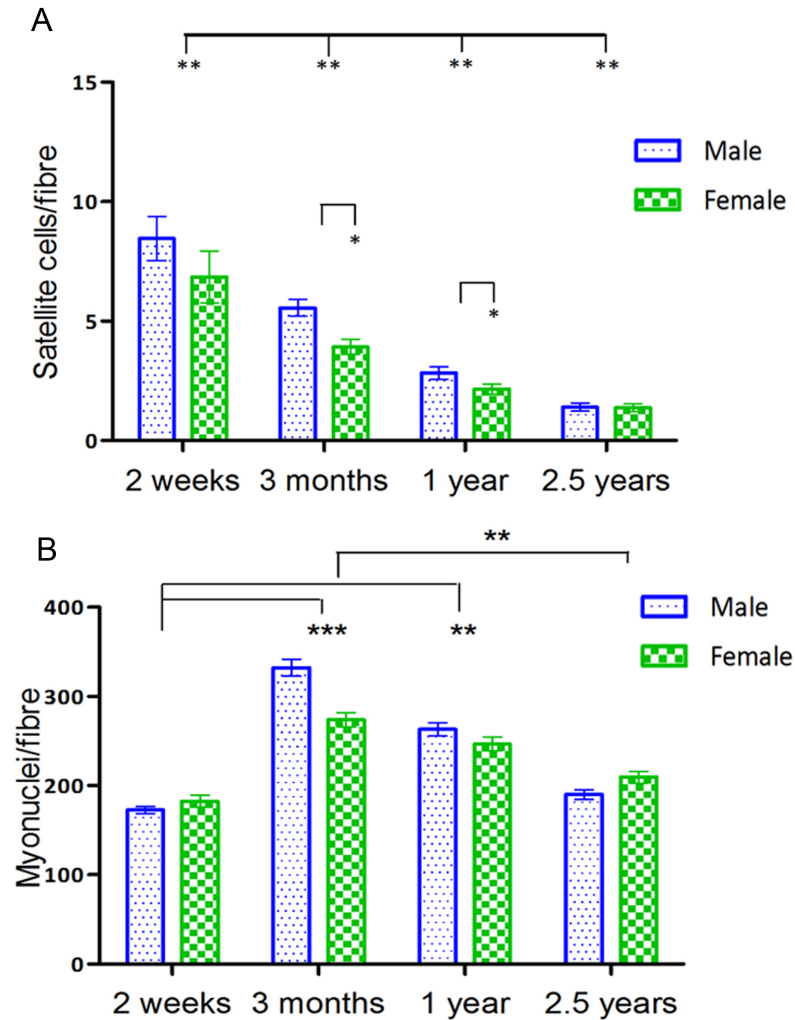 A
** ** ** **
15
Male
Female
10
*
*
5
0
Satellite cells/fibre
2 weeks 3 months 1 year 2.5 years
B
**
400
Male
*** **
Female
300
200
100
0
Myonuclei/fibre
2 weeks 3 months 1 year 2.5 years